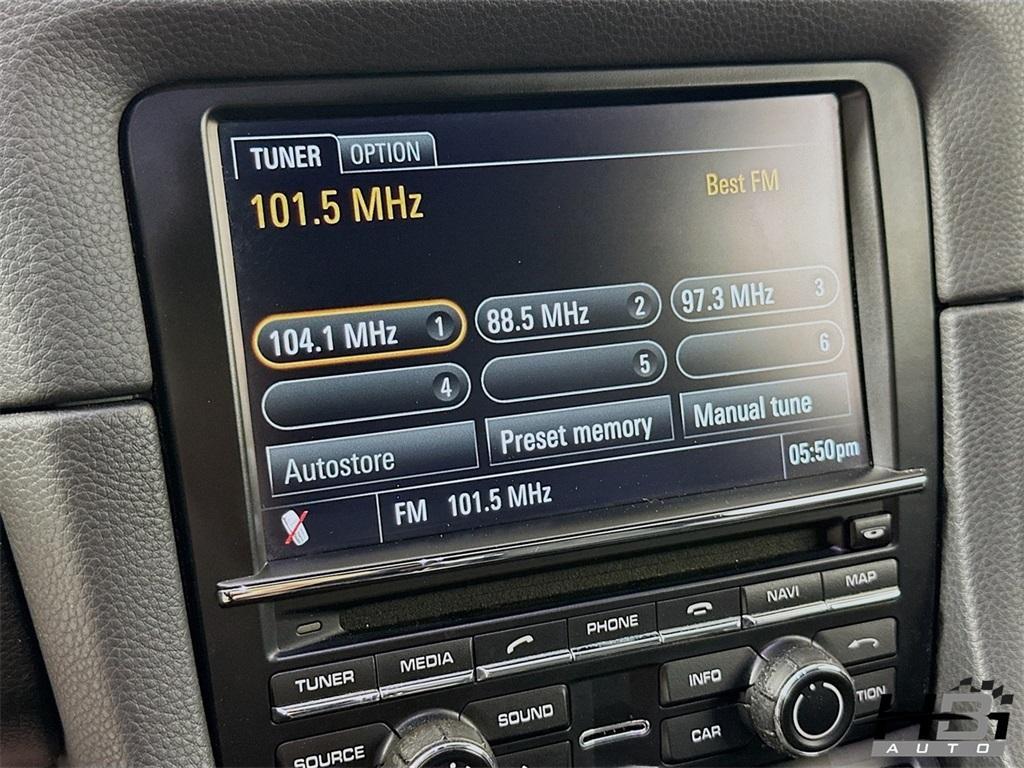 TUNER OPTION
101.5 MHz Best FM
104.1 MHz 1 88.5 MHz 2 97.3 MHz 3
4 5 6
Autostore Preset memory Manual tune
FM 101.5 MHz 05:50pm
TUNER MEDIA PHONE NAVI MAP
SOURCE SOUND INFO
CAR
HBI
AUTO